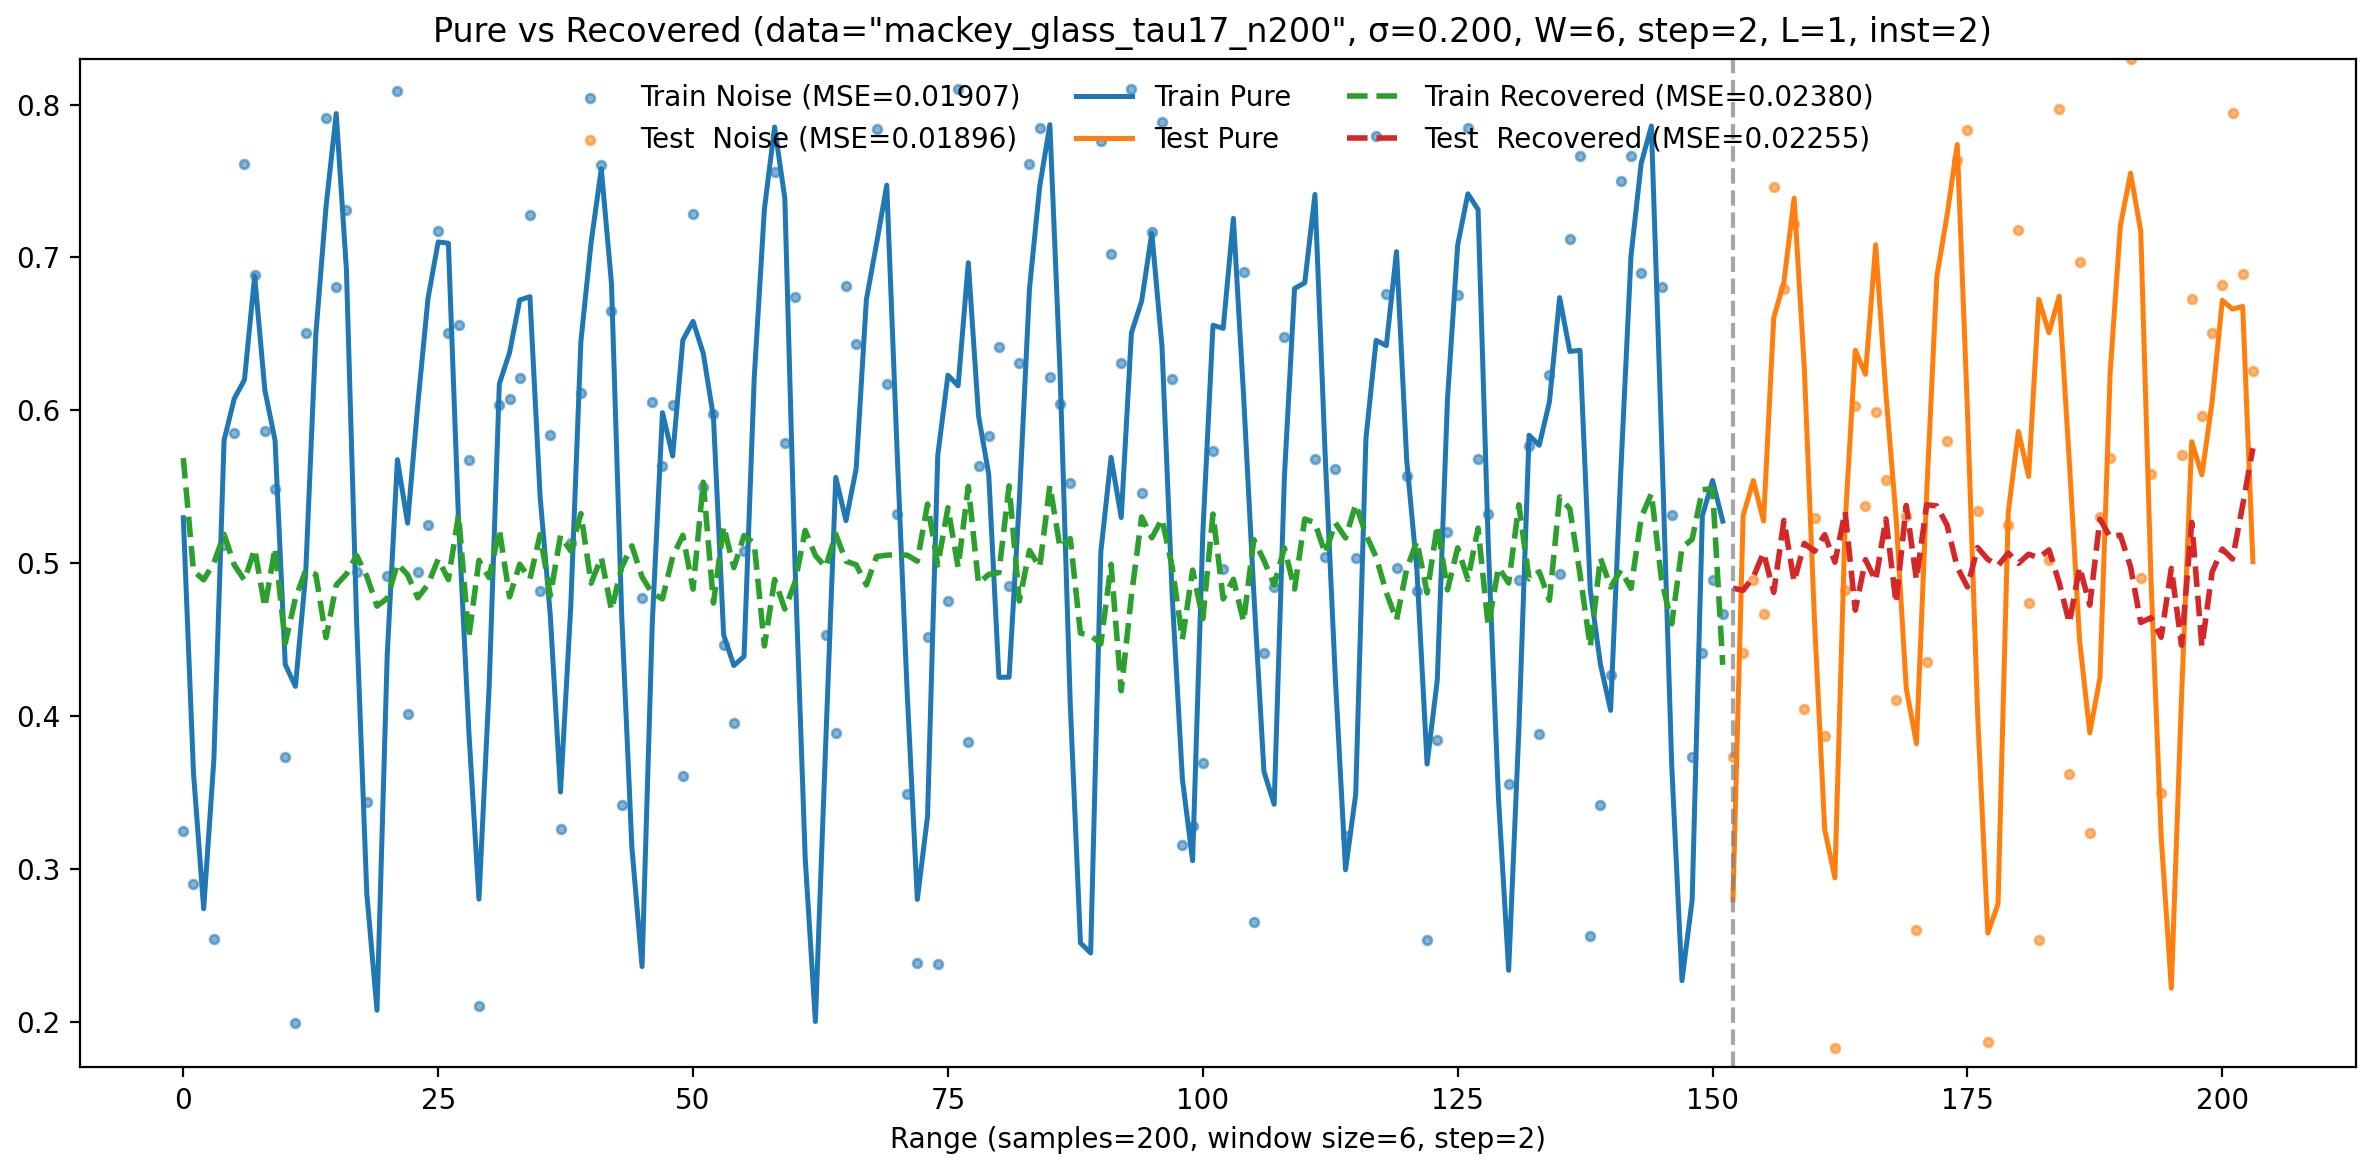 Pure vs Recovered (data="mackey_glass_tau17_n200", σ=0.200, W=6, step=2, L=1, inst=2)
Train Noise (MSE=0.01907)
Test  Noise (MSE=0.01896)
Train Pure
Test Pure
Train Recovered (MSE=0.02380)
Test  Recovered (MSE=0.02255)
0.8
0.7
0.6
0.5
0.4
0.3
0.2
0 25 50 75 100 125 150 175 200
Range (samples=200, window size=6, step=2)